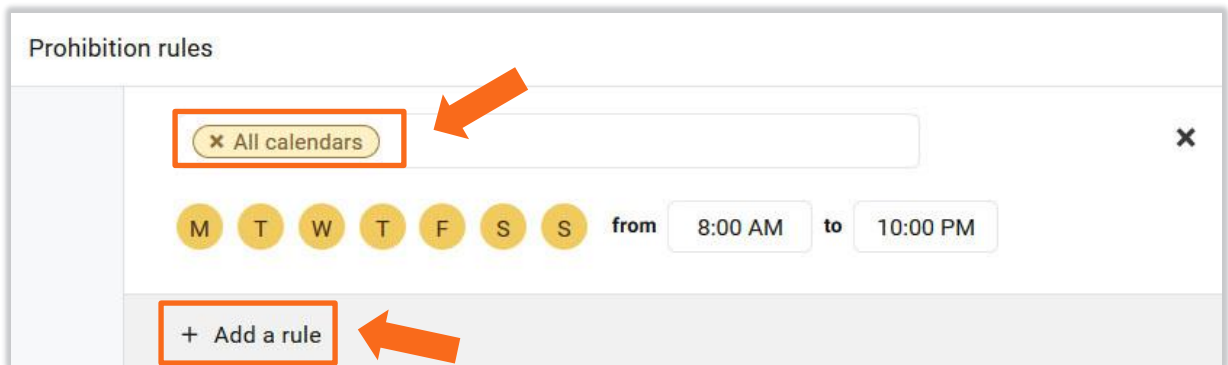 Prohibition rules
× All calendars
×
M T W T F S S from 8:00 AM to 10:00 PM
+ Add a rule